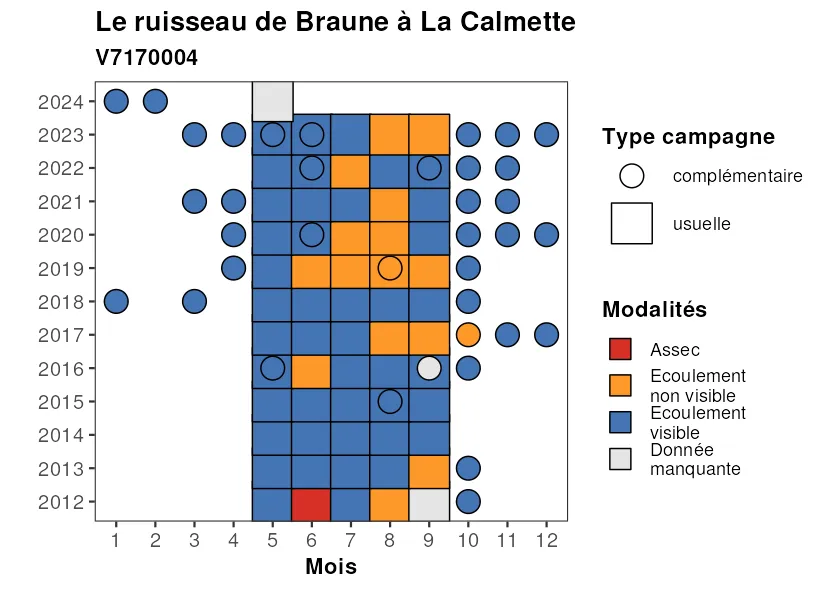 Le ruisseau de Braune à La Calmette
V7170004
2024
2023
2022
2021
2020
2019
2018
2017
2016
2015
2014
2013
2012
1 2 3 4 5 6 7 8 9 10 11 12
Mois
Type campagne
complémentaire
usuelle
Modalités
Assec
Ecoulement
non visible
Ecoulement
visible
Donnée
manquante